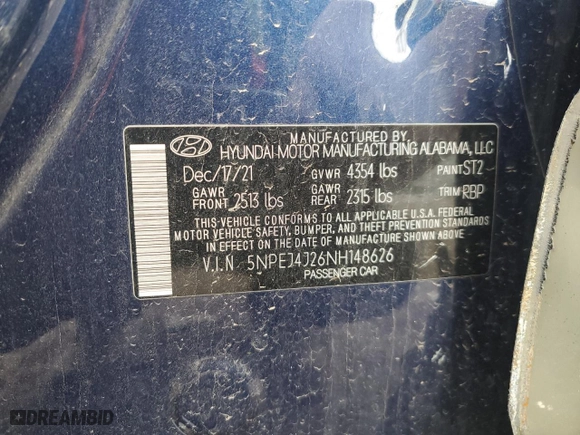 MANUFACTURED BY
HYUNDAI MOTOR MANUFACTURING ALABAMA, LLC
Dec/17/21 GVWR 4354 lbs PAINT ST2
GAWR FRONT 2513 lbs GAWR REAR 2315 lbs TRIM RBP
THIS VEHICLE CONFORMS TO ALL APPLICABLE U.S.A. FEDERAL
MOTOR VEHICLE SAFETY, BUMPER, AND THEFT PREVENTION STANDARDS
IN EFFECT ON THE DATE OF MANUFACTURE SHOWN ABOVE.
V.I.N. 5NPEJ4J26NH148626
PASSENGER CAR
DREAMBID